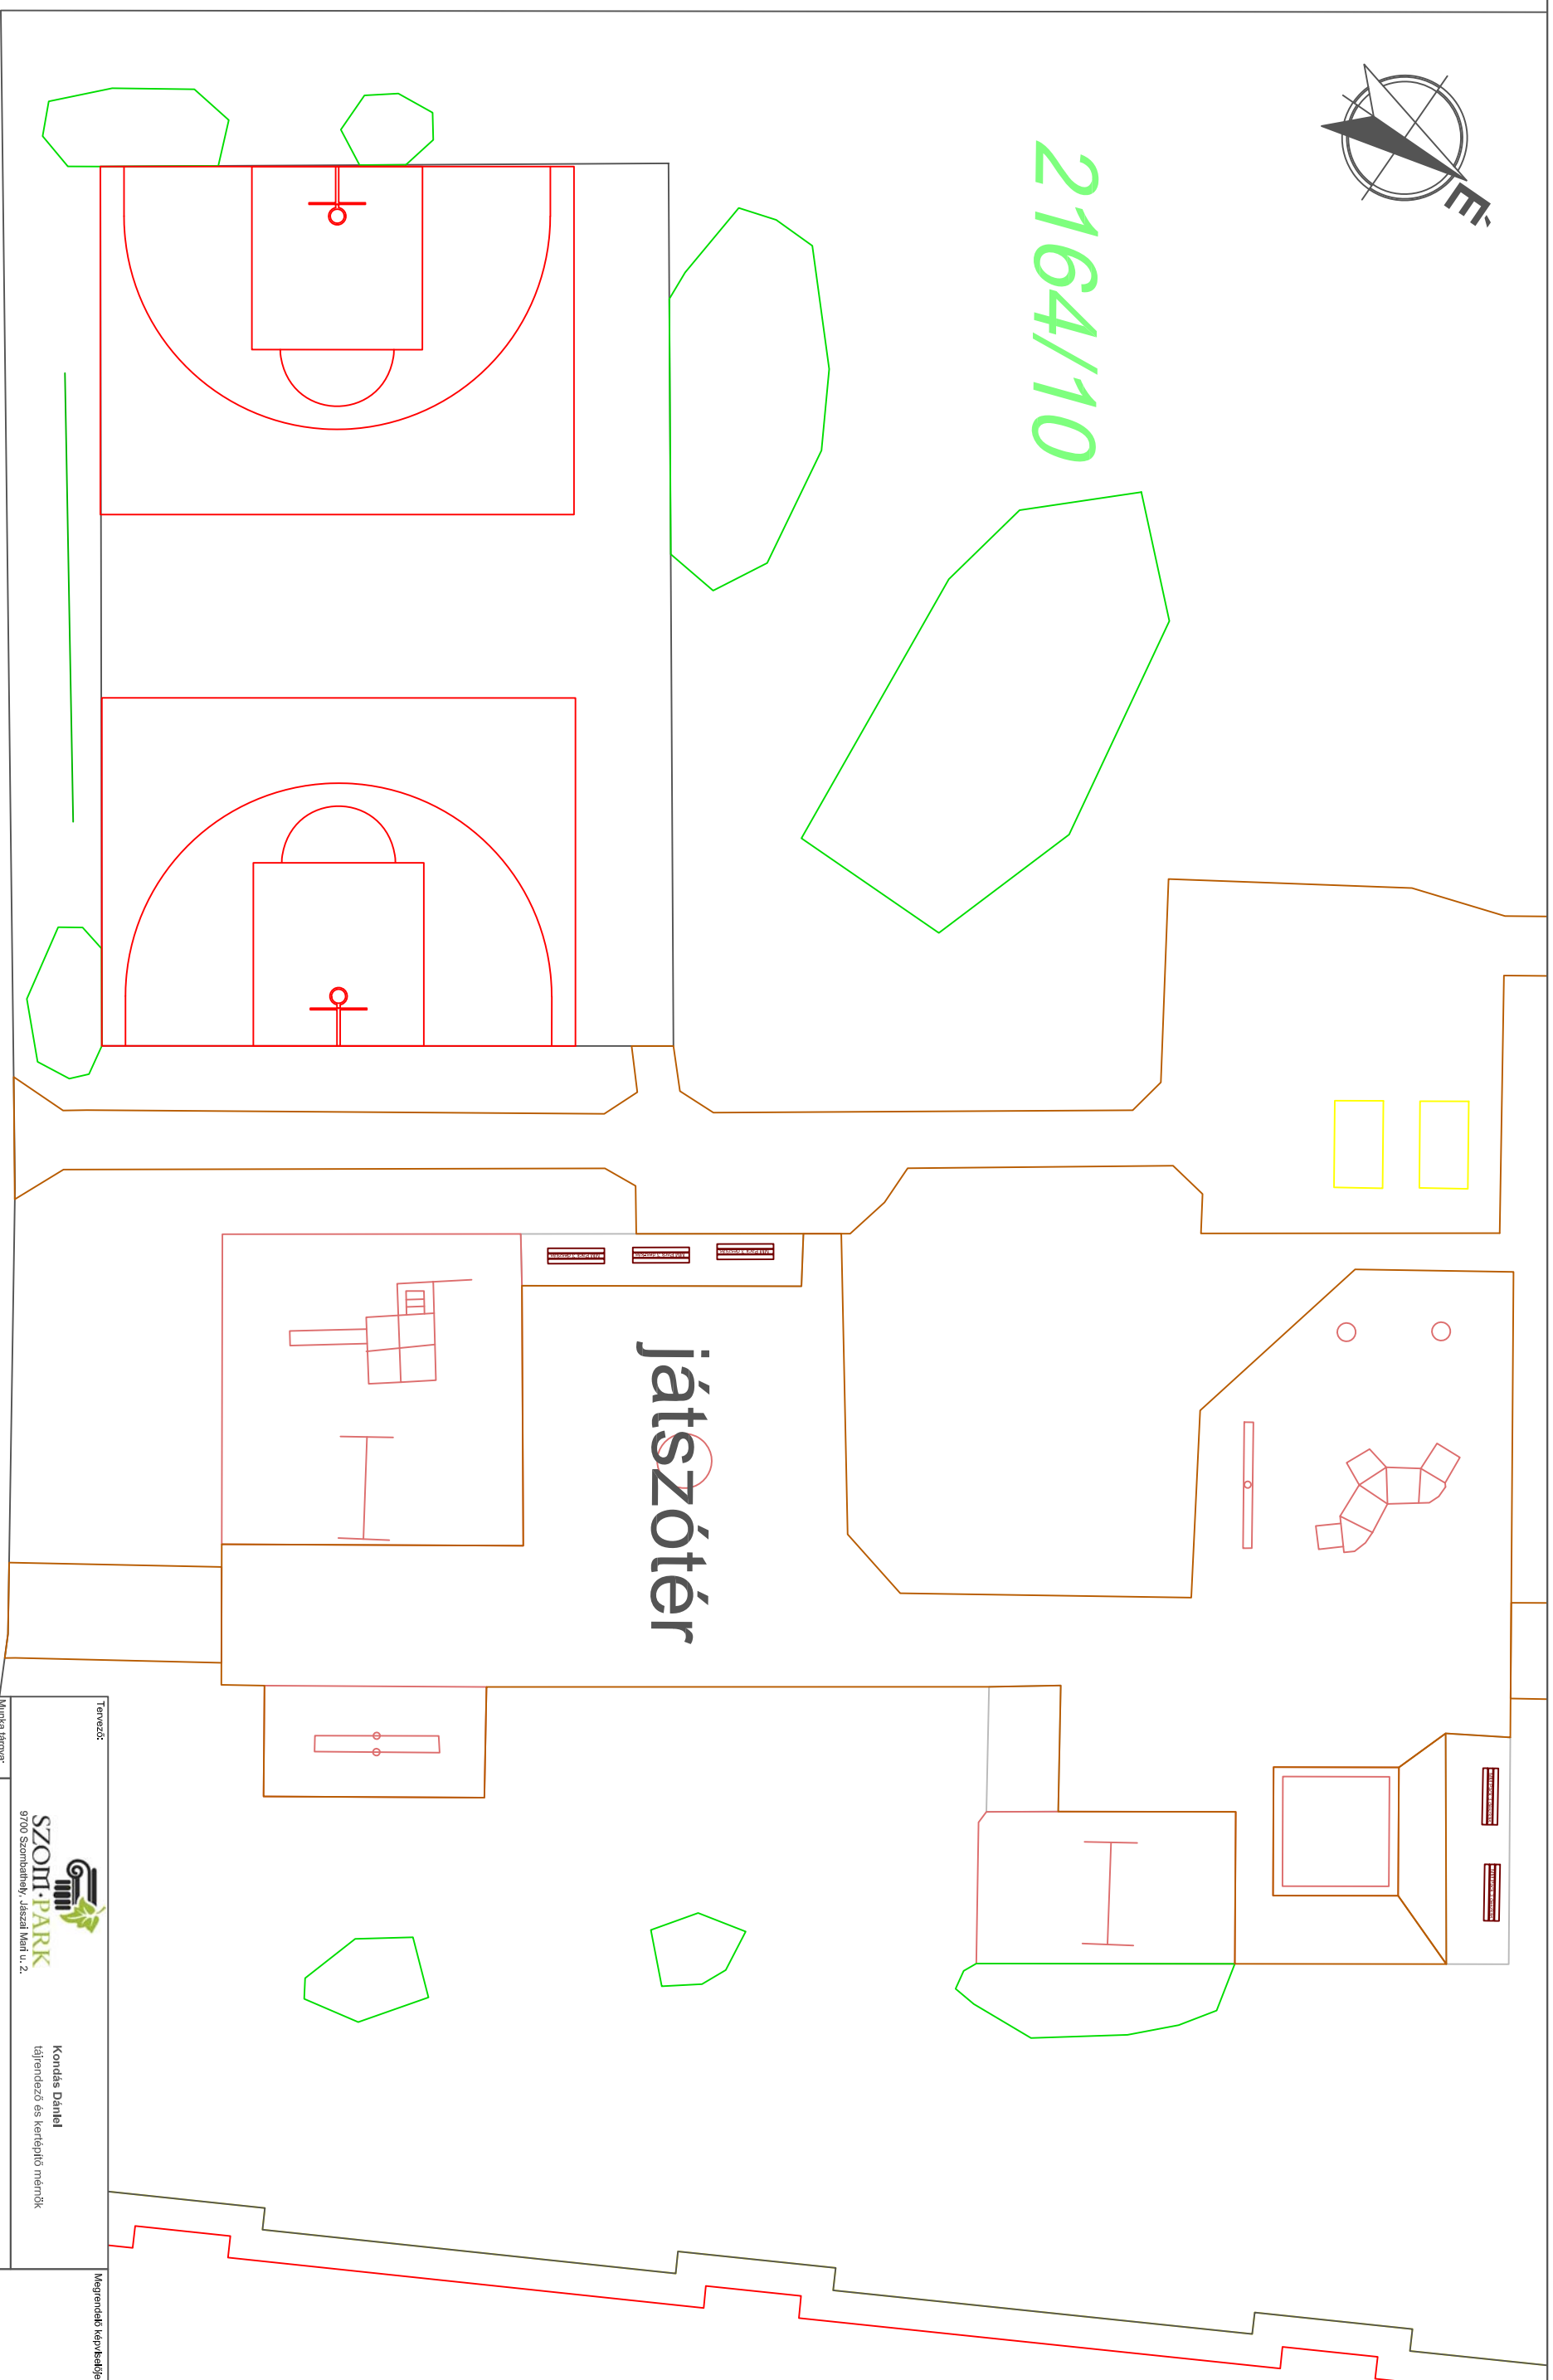 É
2164/10
játszótér
Tervező:
SZOM·PARK
9700 Szombathely, Jászai Mari u. 2.
Kondás Dániel
tájrendező és kertépítő mérnök
Megrendelő képviselője
Munka tárgya: